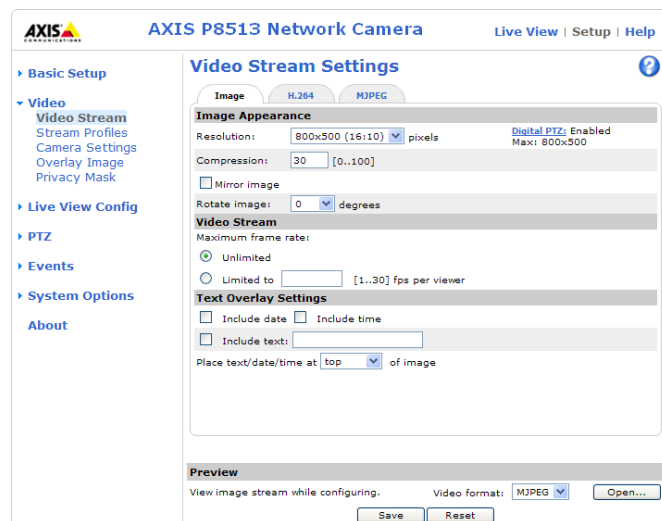 AXIS
COMMUNICATIONS
AXIS P8513 Network Camera
Live View | Setup | Help
Basic Setup
Video
Video Stream
Stream Profiles
Camera Settings
Overlay Image
Privacy Mask
Live View Config
PTZ
Events
System Options
About
Video Stream Settings
?
Image H.264 MJPEG
Image Appearance
Resolution: 800x500 (16:10) pixels Digital PTZ: Enabled
Max: 800x500
Compression: 30 [0..100]
Mirror image
Rotate image: 0 degrees
Video Stream
Maximum frame rate:
Unlimited
Limited to [1..30] fps per viewer
Text Overlay Settings
Include date Include time
Include text:
Place text/date/time at top of image
Preview
View image stream while configuring. Video format: MJPEG Open...
Save Reset